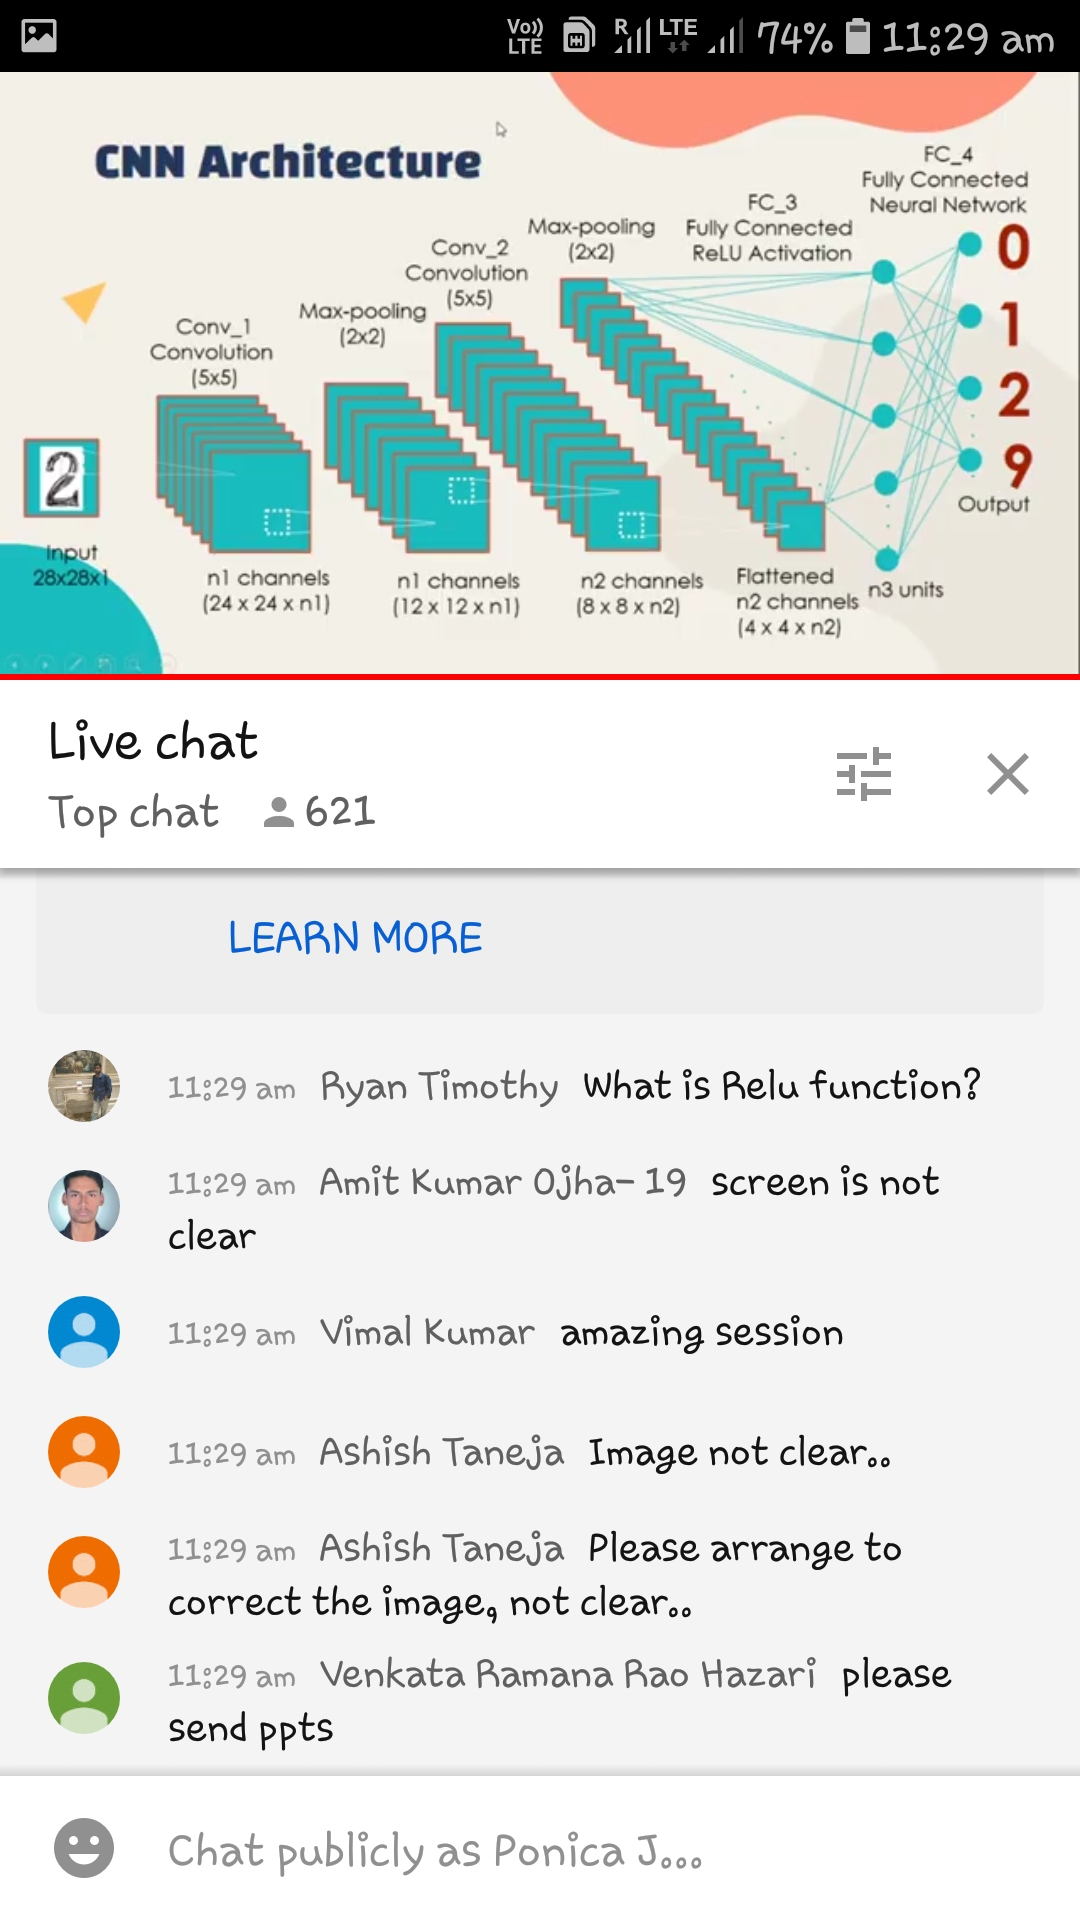 Vo)) LTE R LTE 74% 11:29 am
CNN Architecture
FC_4
Fully Connected
Neural Network
FC_3
Fully Connected
ReLU Activation
Max-pooling
(2x2)
Conv_2
Convolution
(5x5)
Max-pooling
(2x2)
Conv_1
Convolution
(5x5)
0
1
2
9
Output
2
Input
28x28x1
n1 channels
(24 x 24 x n1)
n1 channels
(12 x 12 x n1)
n2 channels
(8 x 8 x n2)
Flattened
n2 channels
(4 x 4 x n2)
n3 units
Live chat
Top chat 621
LEARN MORE
11:29 am Ryan Timothy What is Relu function?
11:29 am Amit Kumar Ojha- 19 screen is not
clear
11:29 am Vimal Kumar amazing session
11:29 am Ashish Taneja Image not clear..
11:29 am Ashish Taneja Please arrange to
correct the image, not clear..
11:29 am Venkata Ramana Rao Hazari please
send ppts
Chat publicly as Ponica J...